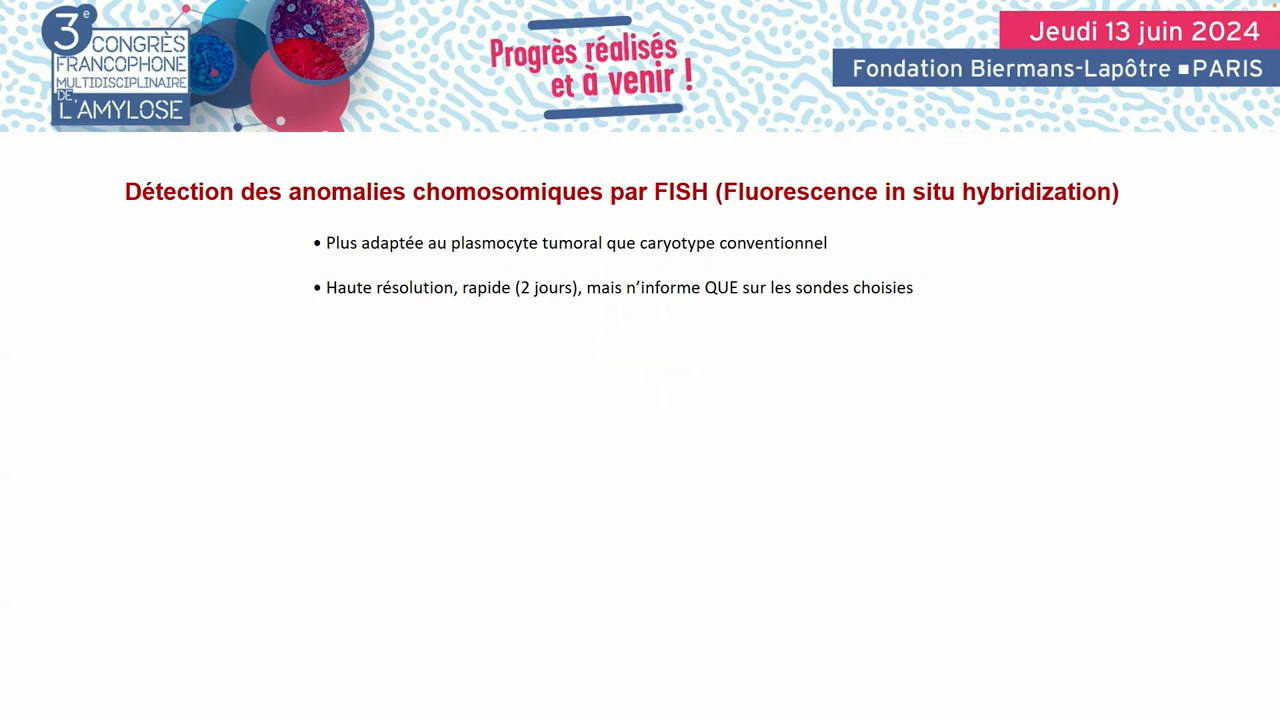 3e
CONGRÈS
FRANCOPHONE
MULTIDISCIPLINAIRE
DE
L'AMYLOSE
Progrès réalisés
et à venir !
Jeudi 13 juin 2024
Fondation Biermans-Lapôtre ■ PARIS
Détection des anomalies chomosomiques par FISH (Fluorescence in situ hybridization)
• Plus adaptée au plasmocyte tumoral que caryotype conventionnel
• Haute résolution, rapide (2 jours), mais n’informe QUE sur les sondes choisies